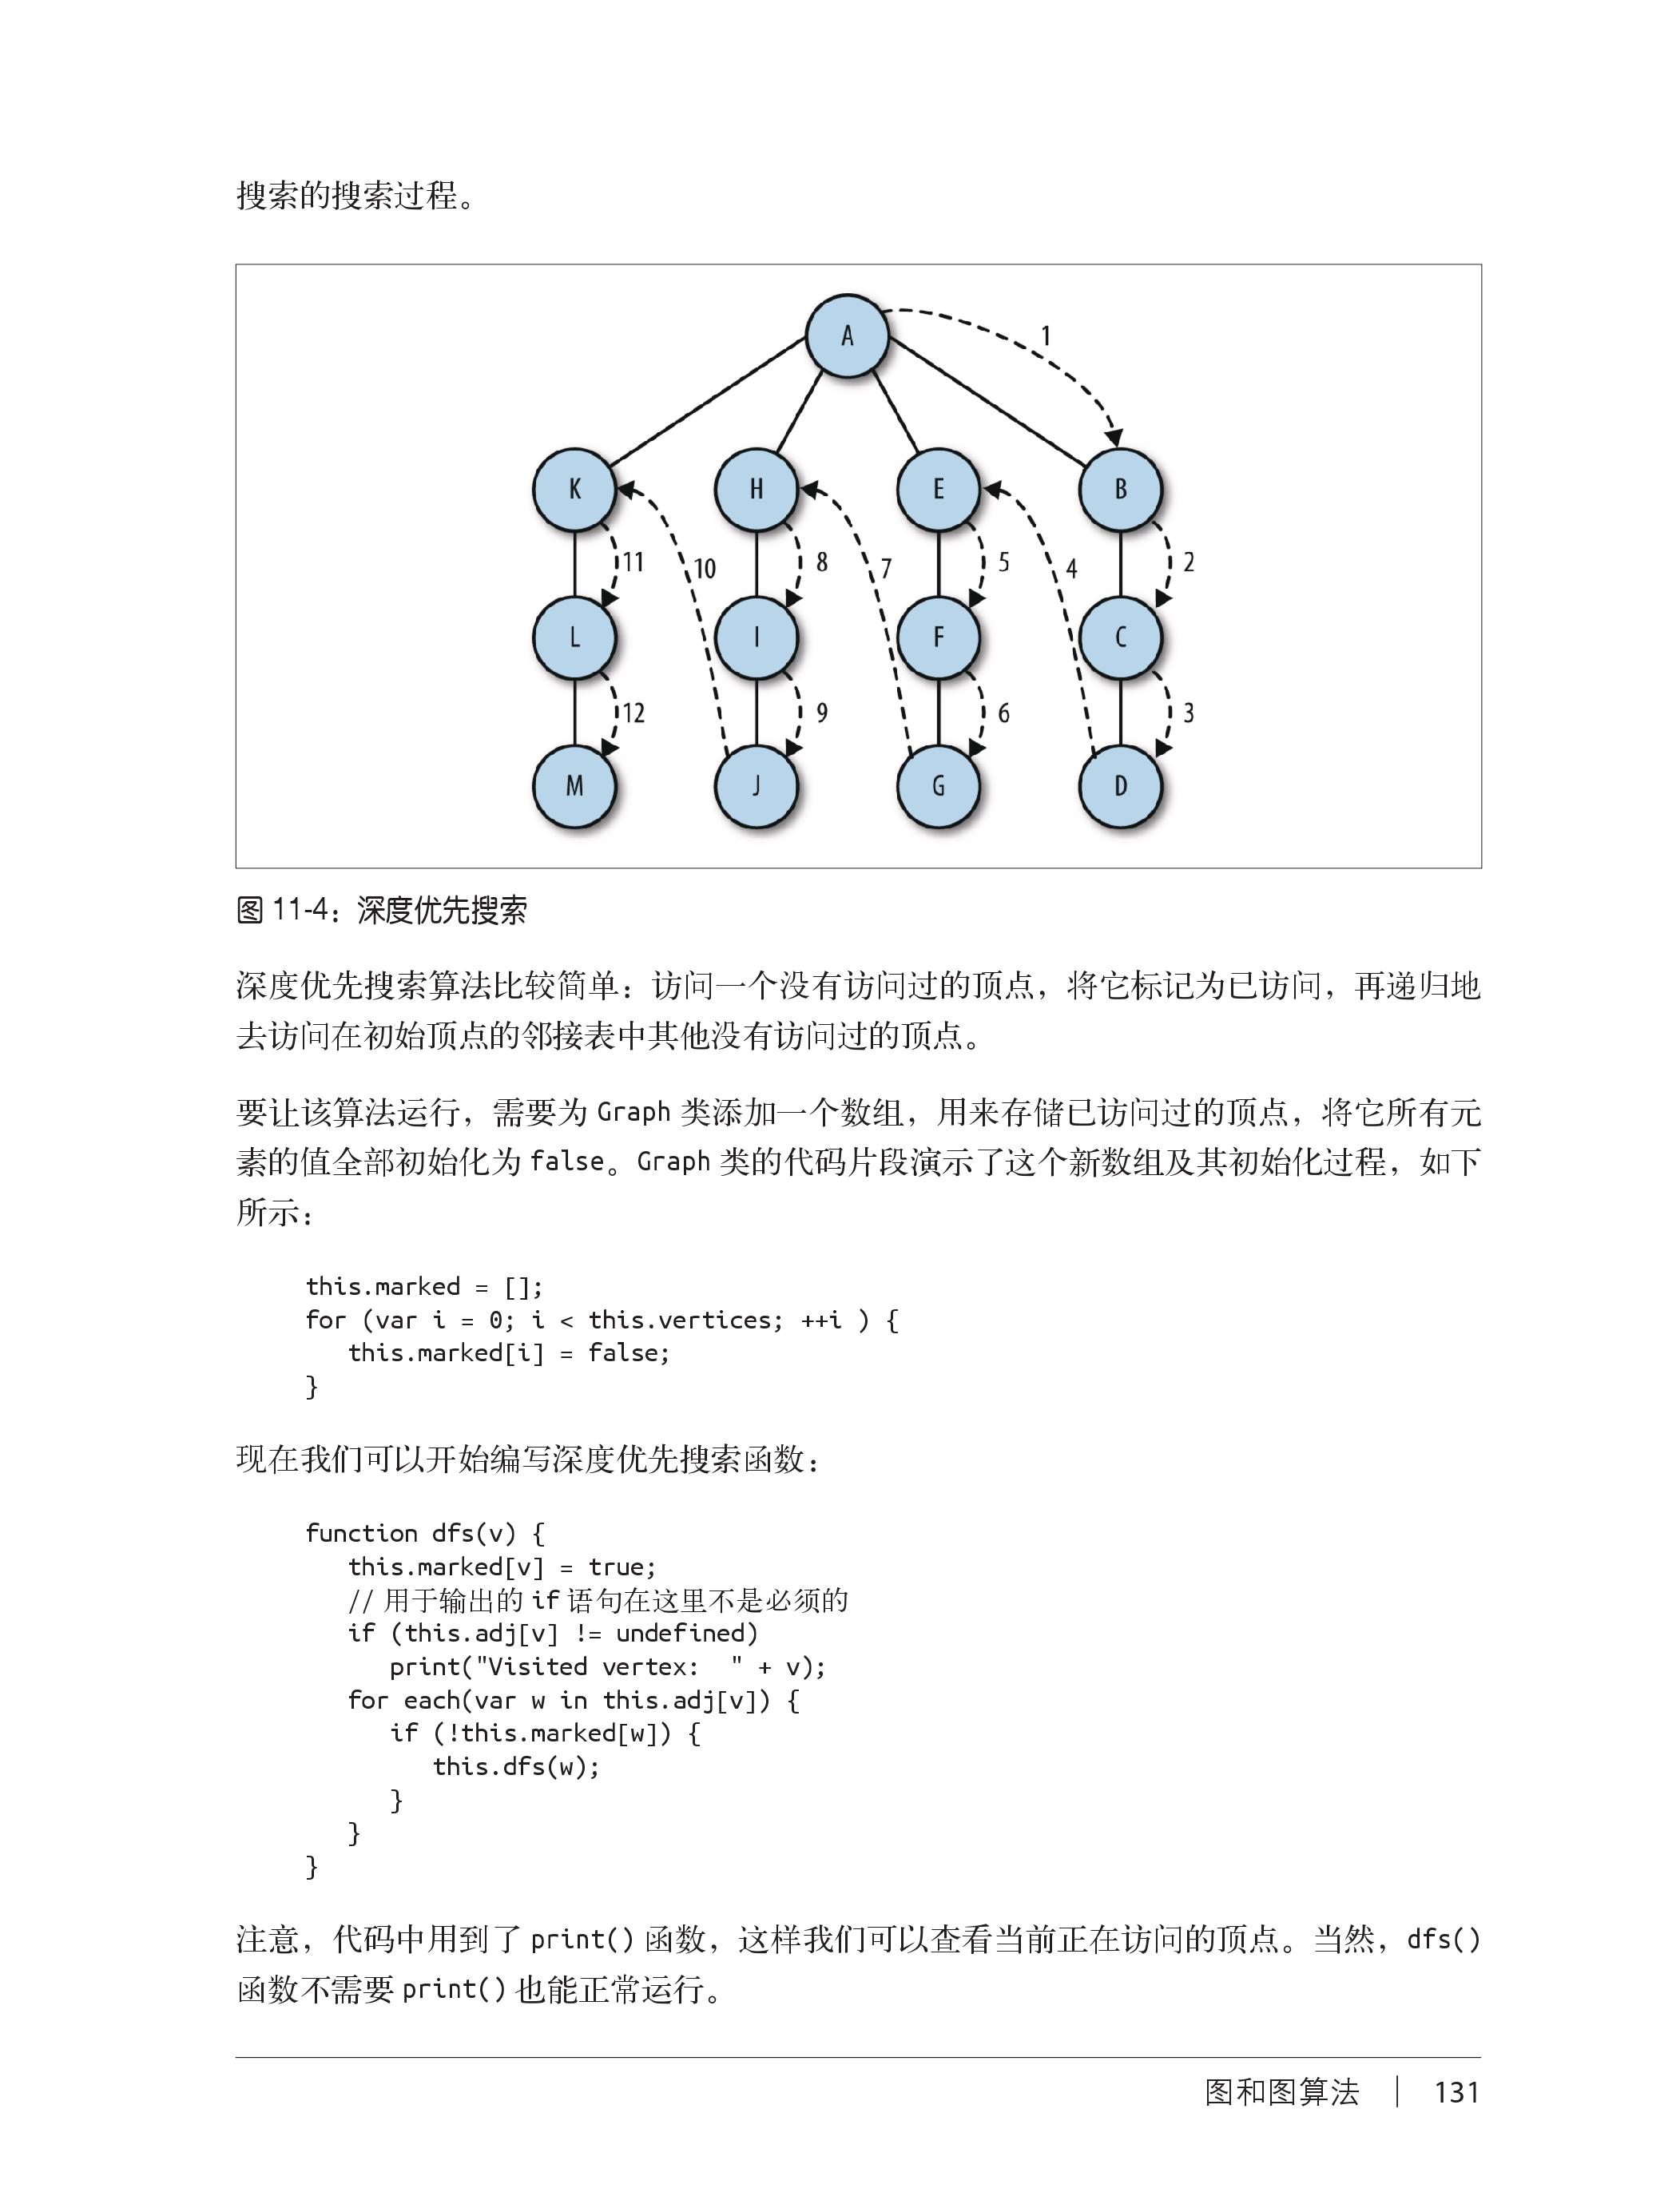 搜索的搜索过程。
A
1
K
H
E
B
11
10
8
7
5
4
2
L
I
F
C
12
9
6
3
M
J
G
D
图 11-4：深度优先搜索
深度优先搜索算法比较简单：访问一个没有访问过的顶点，将它标记为已访问，再递归地
去访问在初始顶点的邻接表中其他没有访问过的顶点。
要让该算法运行，需要为 Graph 类添加一个数组，用来存储已访问过的顶点，将它所有元
素的值全部初始化为 false。Graph 类的代码片段演示了这个新数组及其初始化过程，如下
所示：
this.marked = [];
for (var i = 0; i < this.vertices; ++i ) {
   this.marked[i] = false;
}
现在我们可以开始编写深度优先搜索函数：
function dfs(v) {
   this.marked[v] = true;
   // 用于输出的 if 语句在这里不是必须的
   if (this.adj[v] != undefined)
      print("Visited vertex:  " + v);
   for each(var w in this.adj[v]) {
      if (!this.marked[w]) {
         this.dfs(w);
      }
   }
}
注意，代码中用到了 print() 函数，这样我们可以查看当前正在访问的顶点。当然，dfs()
函数不需要 print() 也能正常运行。
图和图算法 | 131